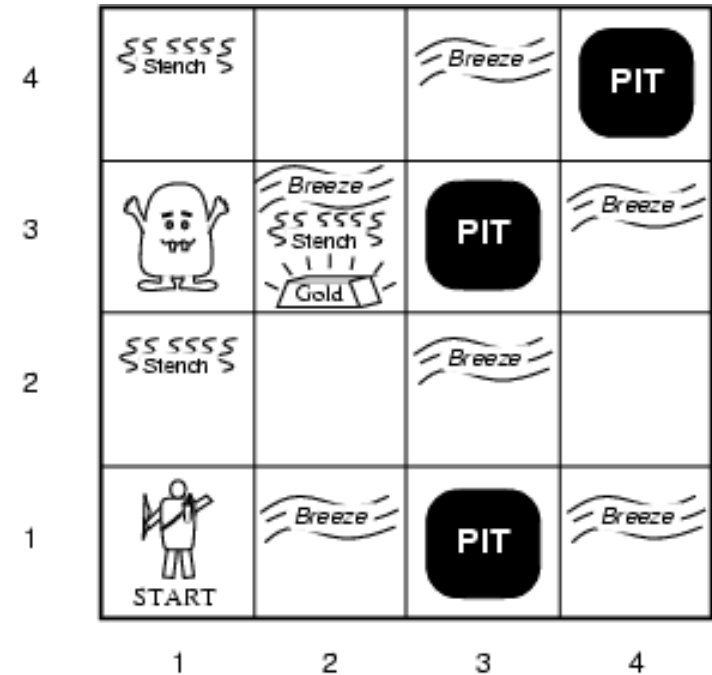 4
Stench
Breeze
PIT
3
Breeze
Stench
Gold
PIT
Breeze
2
Stench
Breeze
1
START
Breeze
PIT
Breeze
1 2 3 4